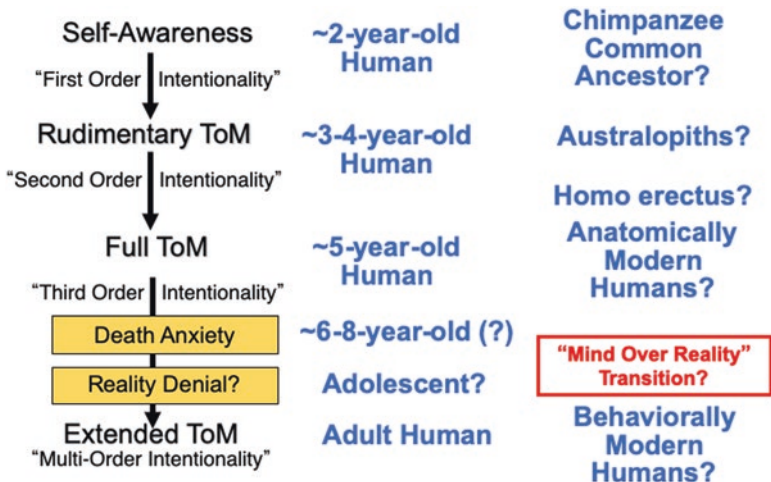 Self-Awareness
~2-year-old
Human
Chimpanzee
Common
Ancestor?
"First Order Intentionality"
Rudimentary ToM
~3-4-year-old
Human
Australopiths?
"Second Order Intentionality"
Homo erectus?
Full ToM
~5-year-old
Human
Anatomically
Modern
Humans?
"Third Order Intentionality"
Death Anxiety
~6-8-year-old (?)
"Mind Over Reality"
Transition?
Reality Denial?
Adolescent?
Extended ToM
"Multi-Order Intentionality"
Adult Human
Behaviorally
Modern
Humans?